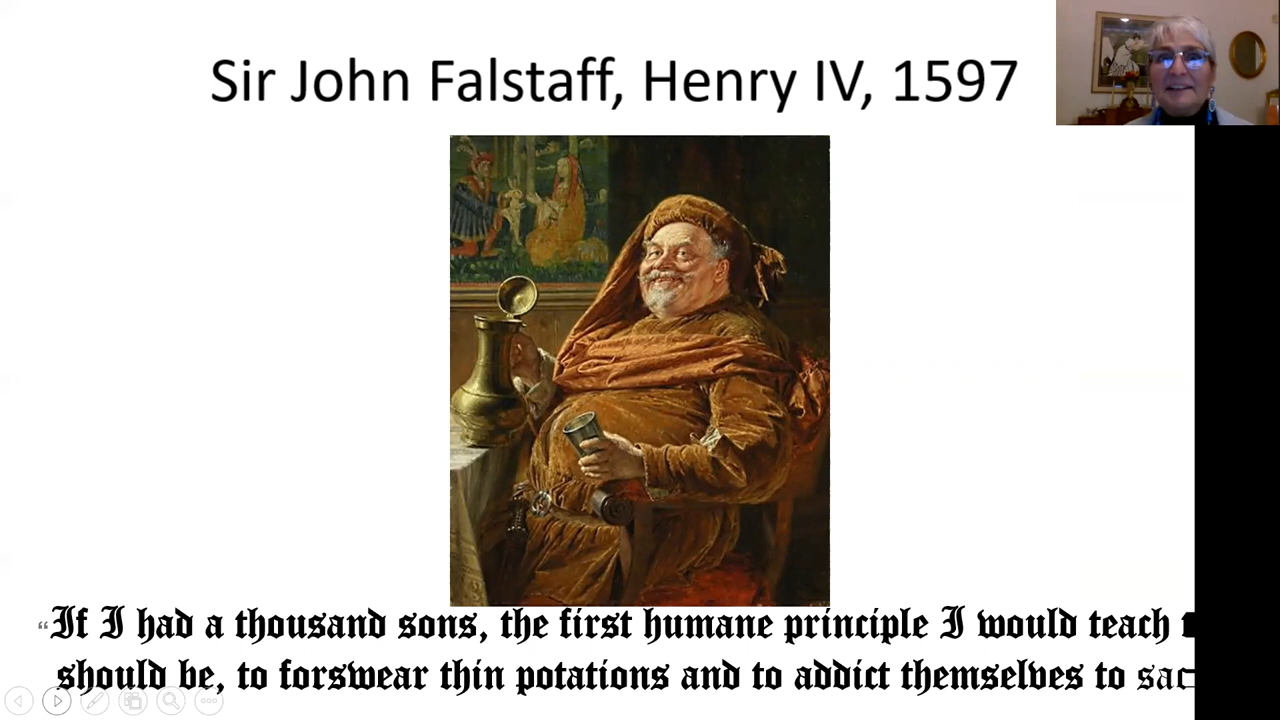 Sir John Falstaff, Henry IV, 1597
“If I had a thousand sons, the first humane principle I would teach
should be, to forswear thin potations and to addict themselves to